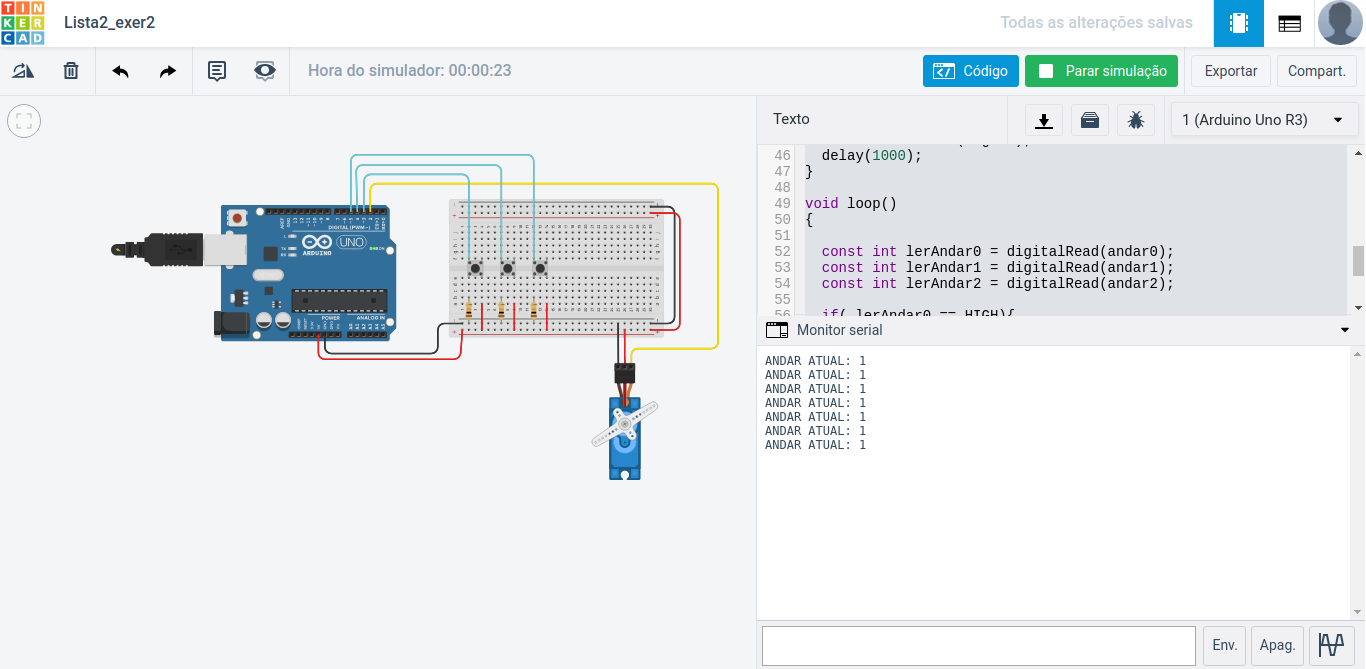 TIN
KER
CAD
Lista2_exer2
Todas as alterações salvas
Hora do simulador: 00:00:23
Código
Parar simulação
Exportar
Compart.
Texto
1 (Arduino Uno R3)
46 delay(1000);
47 }
48
49 void loop()
50 {
51
52 const int lerAndar0 = digitalRead(andar0);
53 const int lerAndar1 = digitalRead(andar1);
54 const int lerAndar2 = digitalRead(andar2);
55
56 if( lerAndar0 == HIGH){
Monitor serial
ANDAR ATUAL: 1
ANDAR ATUAL: 1
ANDAR ATUAL: 1
ANDAR ATUAL: 1
ANDAR ATUAL: 1
ANDAR ATUAL: 1
ANDAR ATUAL: 1
Env.
Apag.
DIGITAL (PWM~)
UNO
ARDUINO
POWER
ANALOG IN